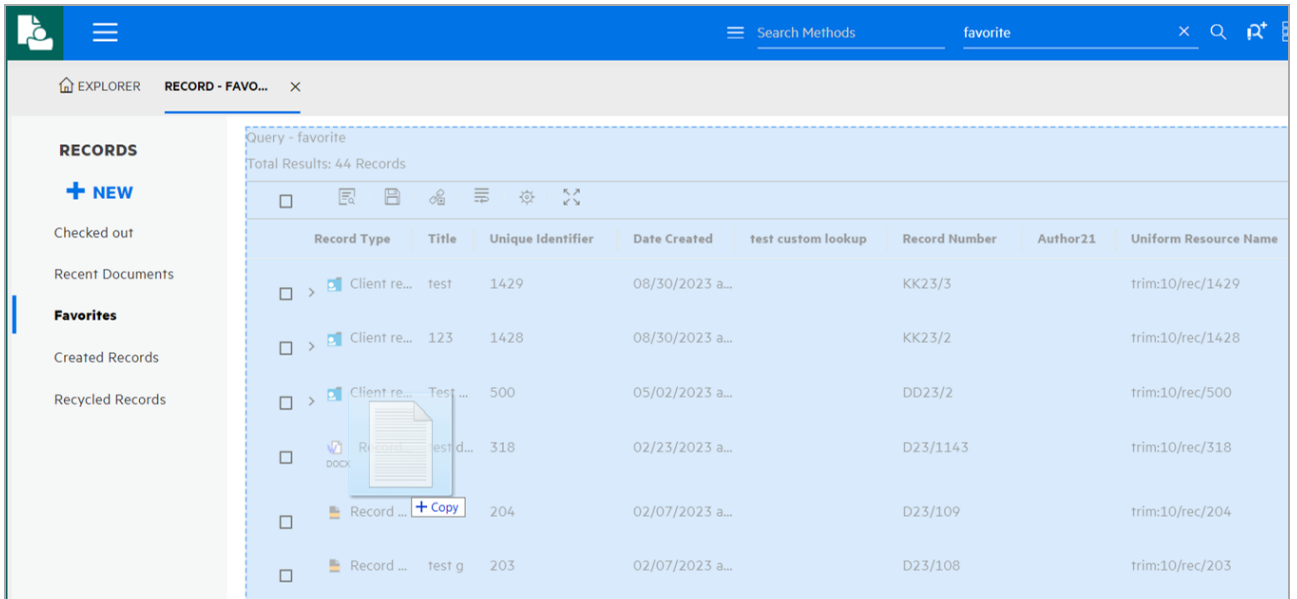 Search Methods favorite
EXPLORER RECORD - FAVO...
RECORDS
+ NEW
Checked out
Recent Documents
Favorites
Created Records
Recycled Records
Query - favorite
Total Results: 44 Records
Record Type Title Unique Identifier Date Created test custom lookup Record Number Author21 Uniform Resource Name
Client re... test 1429 08/30/2023 a... KK23/3 trim:10/rec/1429
Client re... 123 1428 08/30/2023 a... KK23/2 trim:10/rec/1428
Client re... Test ... 500 05/02/2023 a... DD23/2 trim:10/rec/500
DOCX Record... test d... 318 02/23/2023 a... D23/1143 trim:10/rec/318
+ Copy
Record ... 204 02/07/2023 a... D23/109 trim:10/rec/204
Record ... test g 203 02/07/2023 a... D23/108 trim:10/rec/203